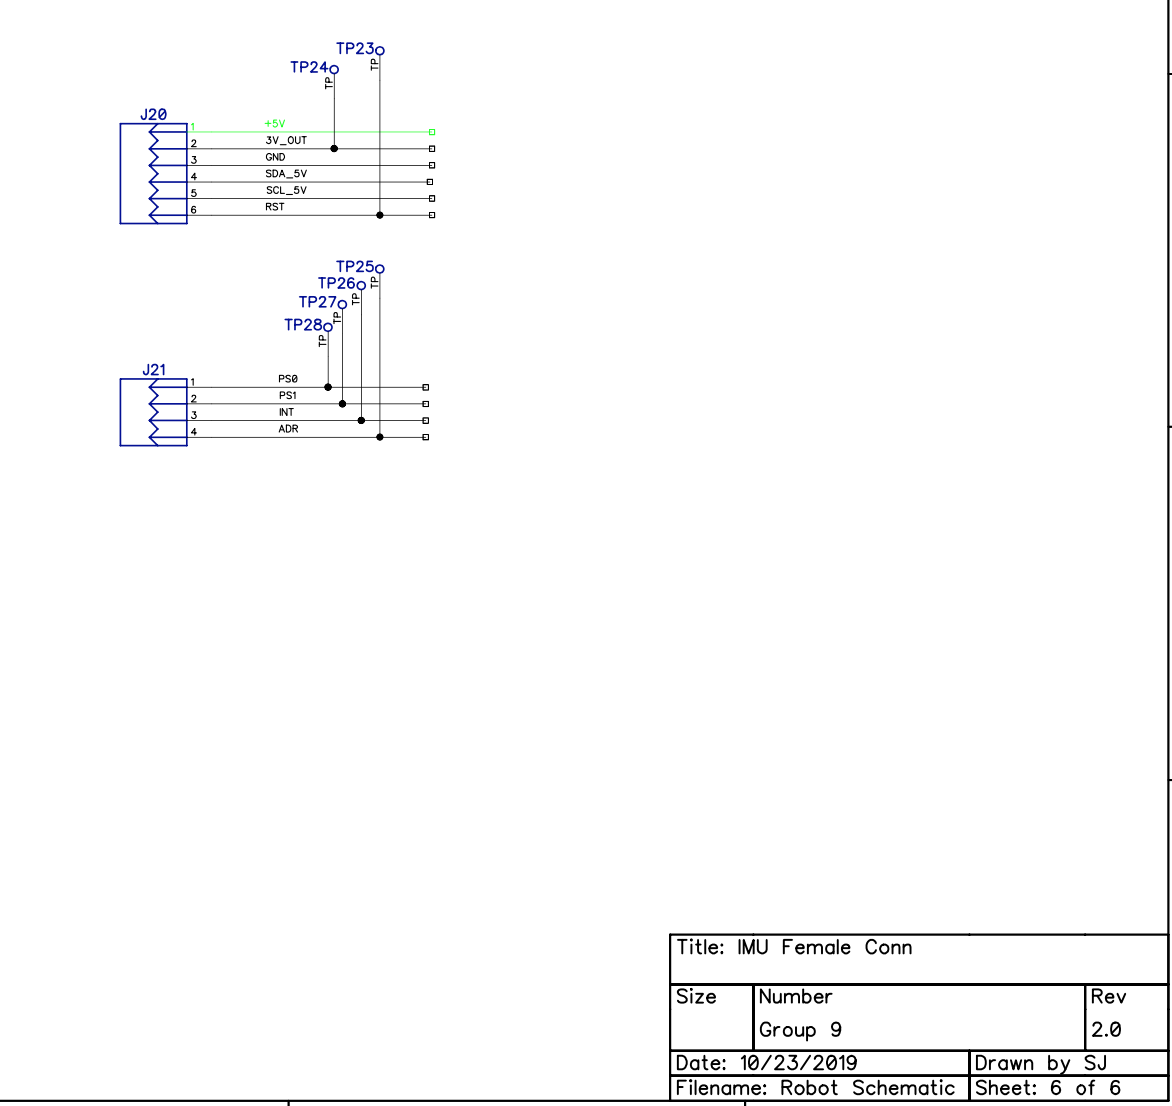 TP23
TP
TP24
TP
J20
1 +5V
2 3V_OUT
3 GND
4 SDA_5V
5 SCL_5V
6 RST
TP25
TP
TP26
TP
TP27
TP
TP28
TP
J21
1 PS0
2 PS1
3 INT
4 ADR
Title: IMU Female Conn
Size Number Rev
Group 9 2.0
Date: 10/23/2019 Drawn by SJ
Filename: Robot Schematic Sheet: 6 of 6